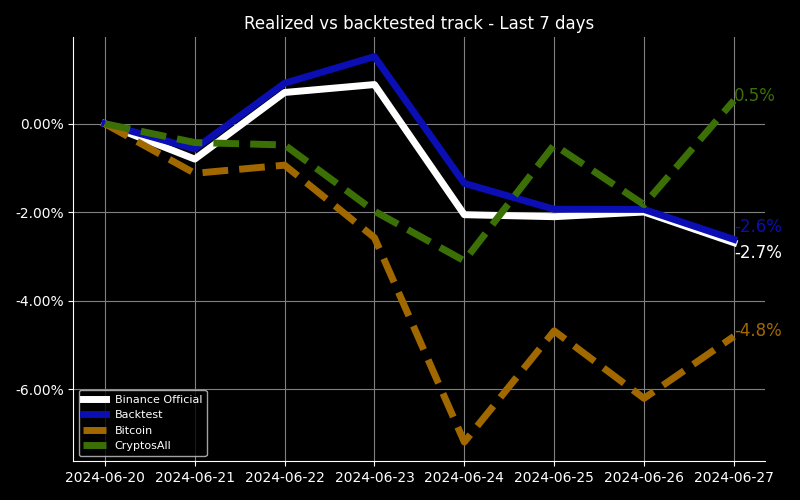 Realized vs backtested track - Last 7 days
0.5%
0.00%
-2.00%
-2.6%
-2.7%
-4.00%
-4.8%
-6.00%
Binance Official
Backtest
Bitcoin
CryptosAll
2024-06-20 2024-06-21 2024-06-22 2024-06-23 2024-06-24 2024-06-25 2024-06-26 2024-06-27